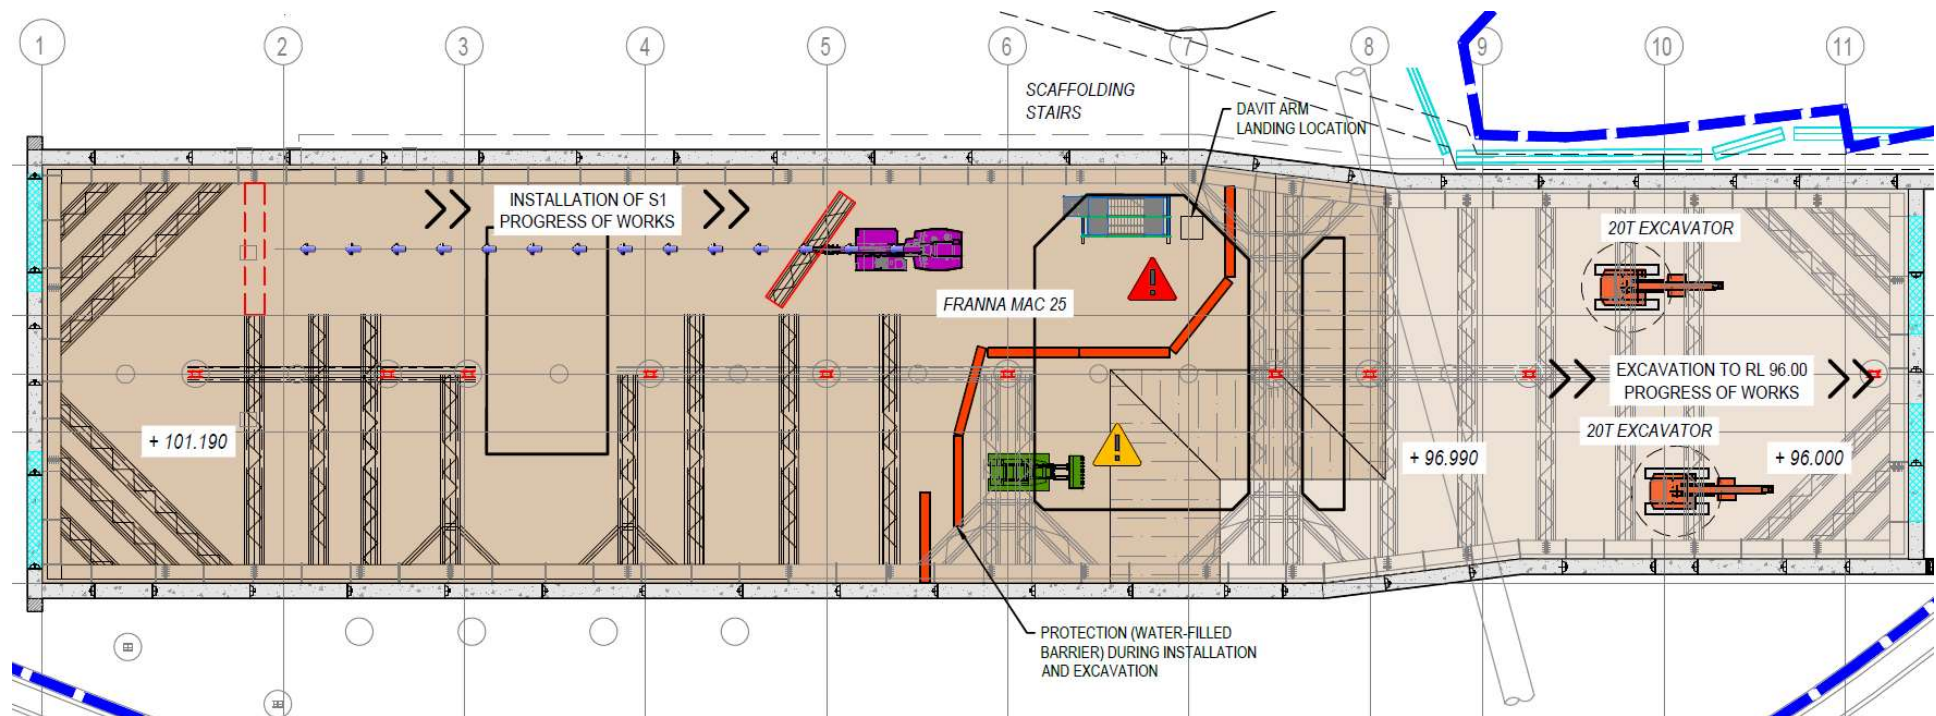 1 2 3 4 5 6 7 8 9 10 11
SCAFFOLDING
STAIRS
DAVIT ARM
LANDING LOCATION
INSTALLATION OF S1
PROGRESS OF WORKS
20T EXCAVATOR
FRANNA MAC 25
EXCAVATION TO RL 96.00
PROGRESS OF WORKS
20T EXCAVATOR
+ 101.190
+ 96.990
+ 96.000
PROTECTION (WATER-FILLED
BARRIER) DURING INSTALLATION
AND EXCAVATION